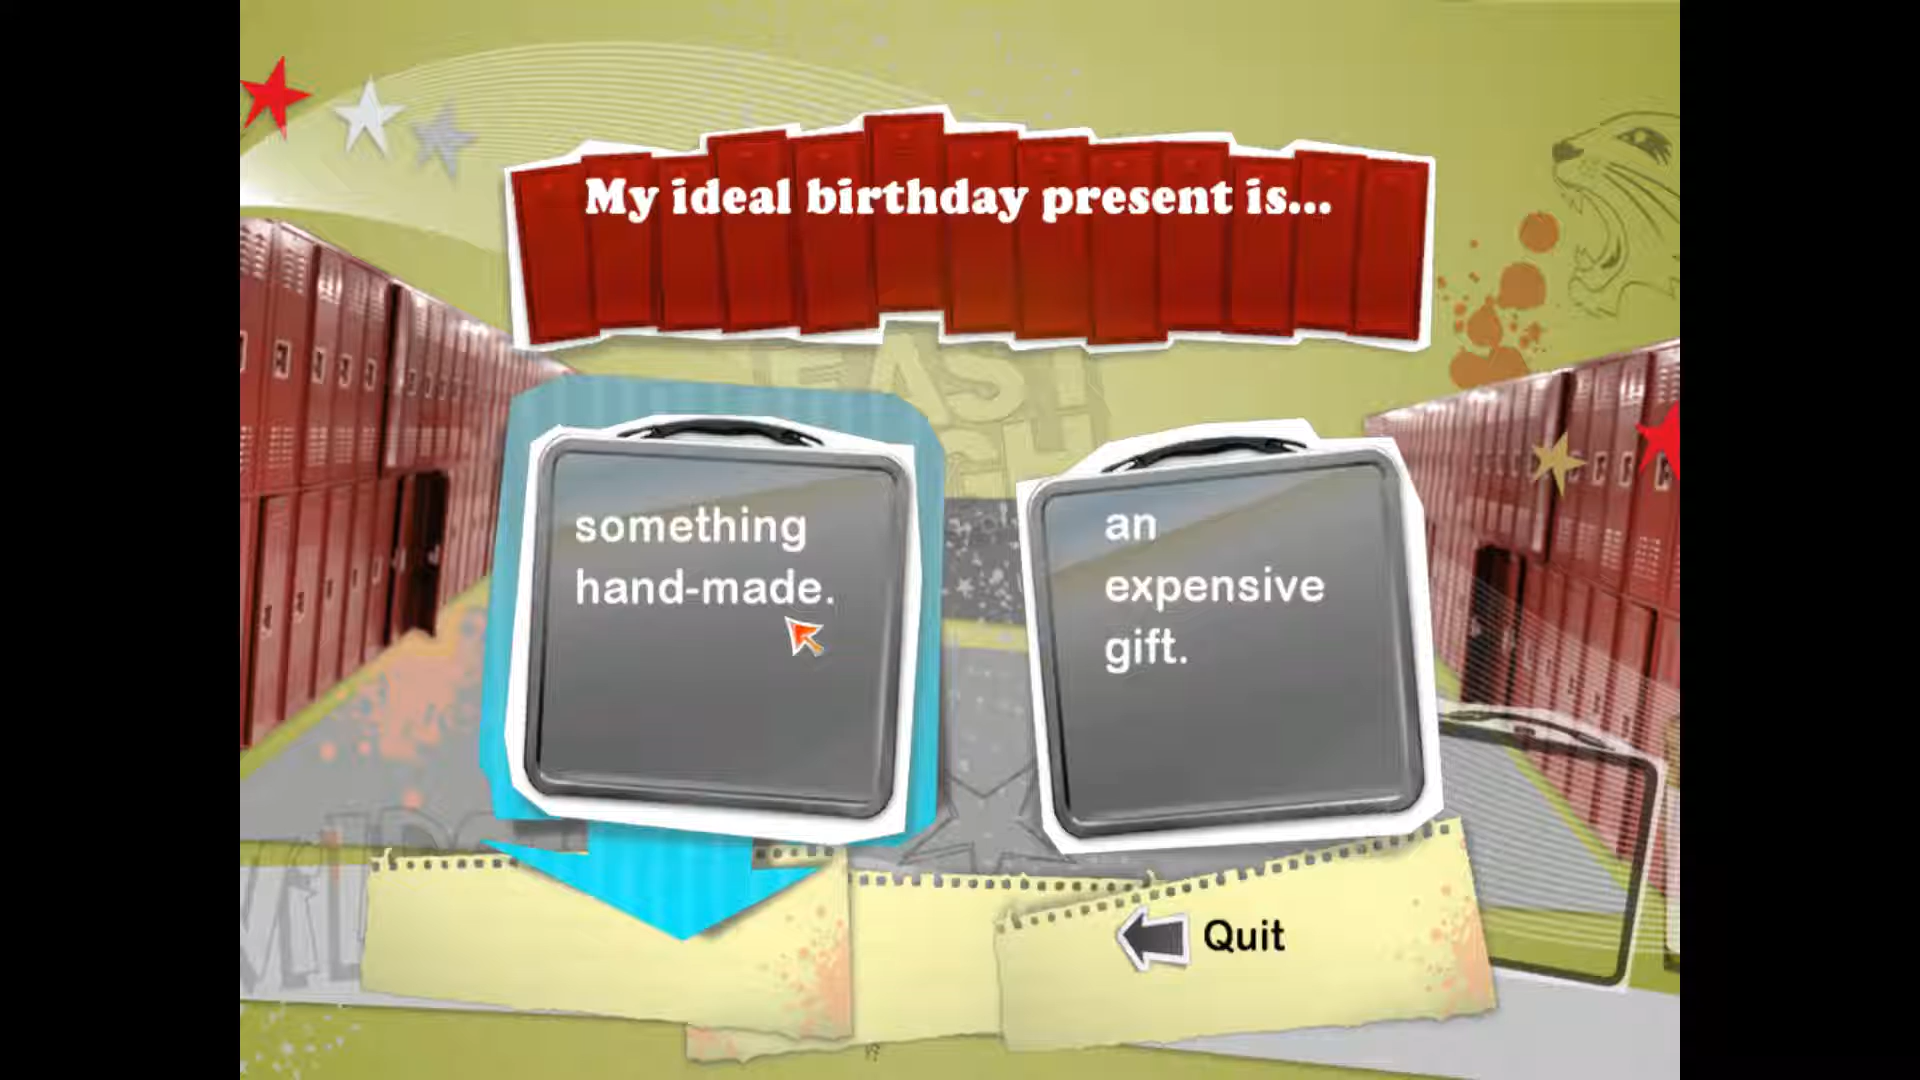 My ideal birthday present is...
something
hand-made.
an
expensive
gift.
Quit